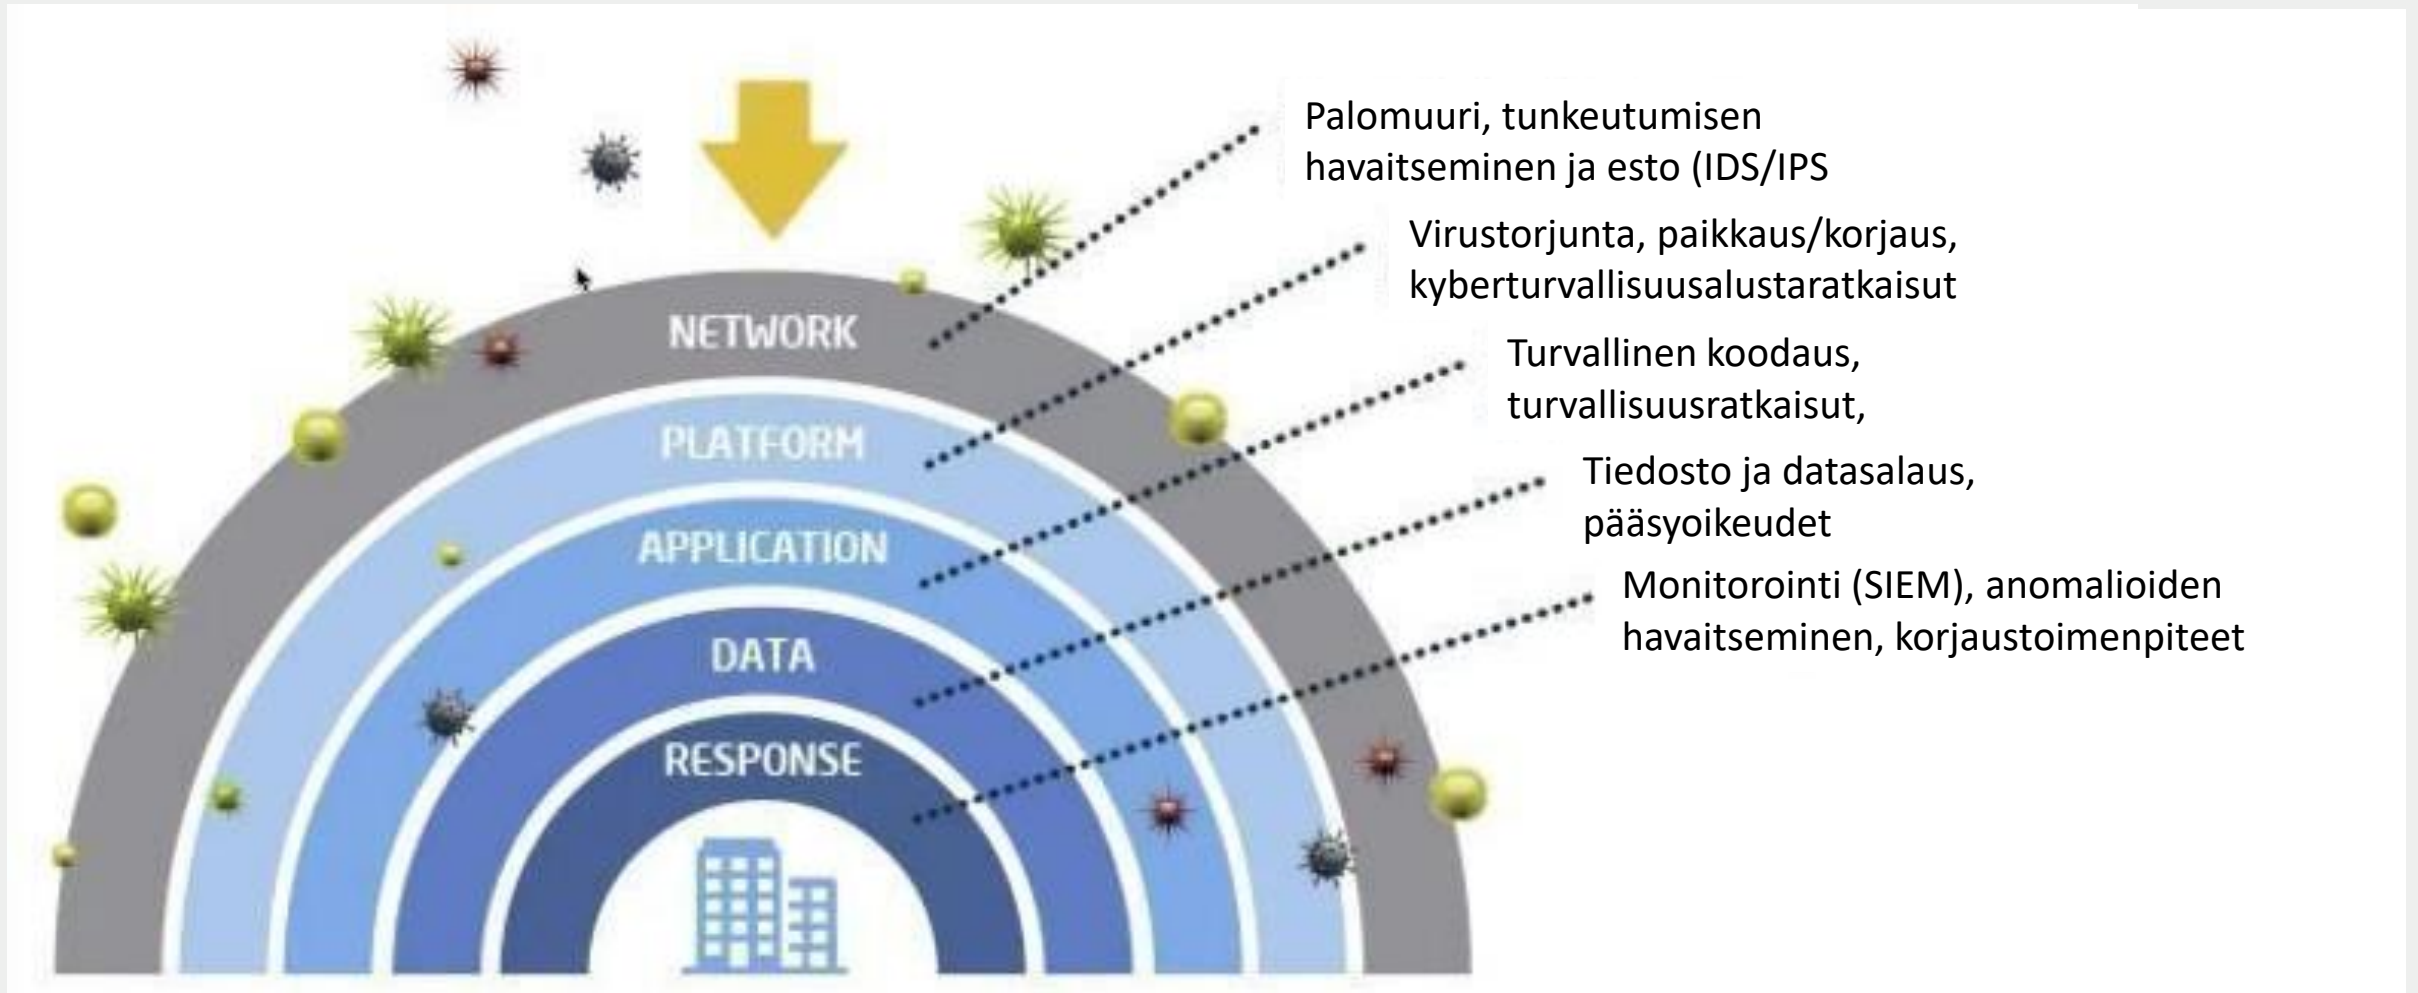 Palomuuri, tunkeutumisen
havaitseminen ja esto (IDS/IPS
Virustorjunta, paikkaus/korjaus,
kyberturvallisuusalustaratkaisut
Turvallinen koodaus,
turvallisuusratkaisut,
Tiedosto ja datasalaus,
pääsyoikeudet
Monitorointi (SIEM), anomalioiden
havaitseminen, korjaustoimenpiteet
NETWORK
PLATFORM
APPLICATION
DATA
RESPONSE